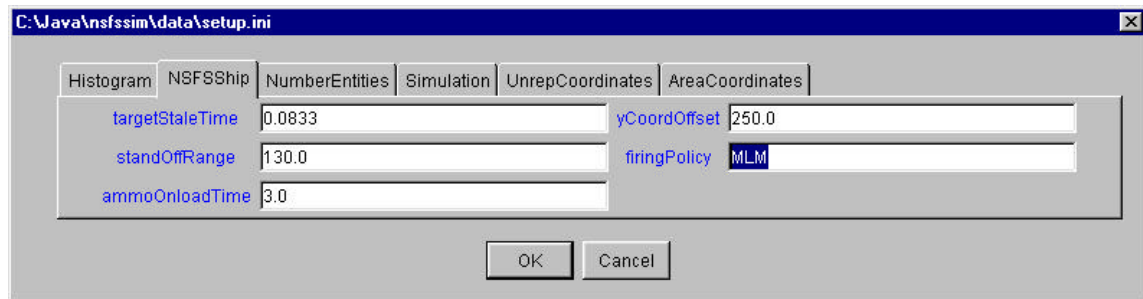 C:\Java\nsfssim\data\setup.ini
Histogram NSFSShip NumberEntities Simulation UnrepCoordinates AreaCoordinates
targetStaleTime 0.0833 yCoordOffset 250.0
standOffRange 130.0 firingPolicy MLM
ammoOnloadTime 3.0
OK Cancel